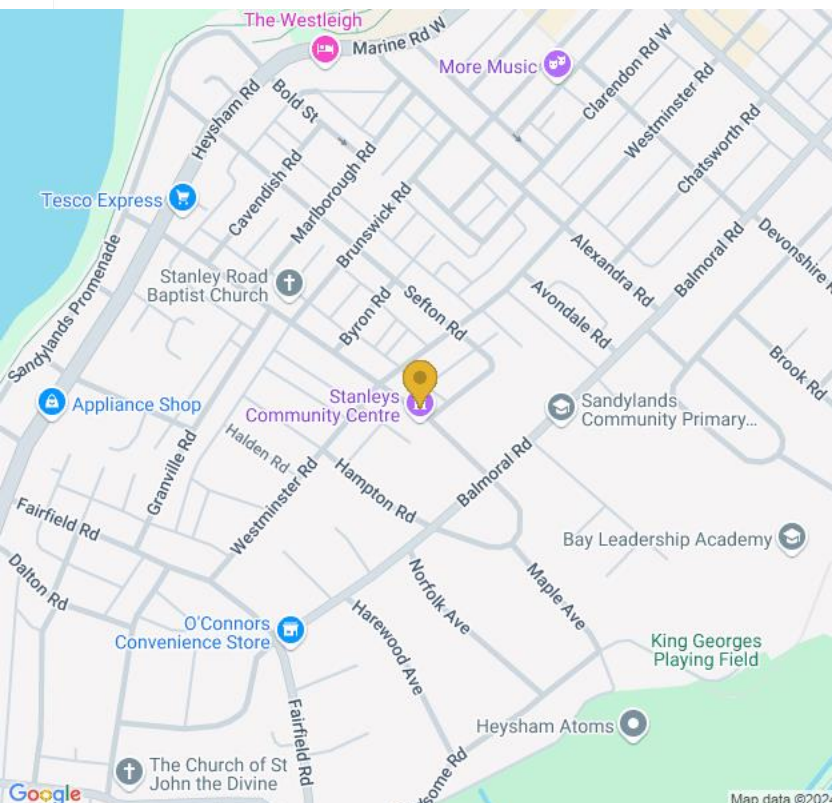 The Westleigh
Marine Rd W
More Music
Clarendon Rd W
Heysham Rd
Bold St
Westminster Rd
Chatsworth Rd
Tesco Express
Cavendish Rd
Marlborough Rd
Brunswick Rd
Devonshire R
Stanley Road
Baptist Church
Alexandra Rd
Balmoral Rd
Sandylands Promenade
Byron Rd
Sefton Rd
Avondale Rd
Brook Rd
Appliance Shop
Stanleys
Community Centre
Sandylands
Community Primary...
Granville Rd
Halden Rd
Westminster Rd
Hampton Rd
Balmoral Rd
Fairfield Rd
Bay Leadership Academy
Dalton Rd
O'Connors
Convenience Store
Norfolk Ave
Maple Ave
Harewood Ave
King Georges
Playing Field
Fairfield Rd
Heysham Atoms
The Church of St
John the Divine
dsome Rd
Google
Map data ©2024